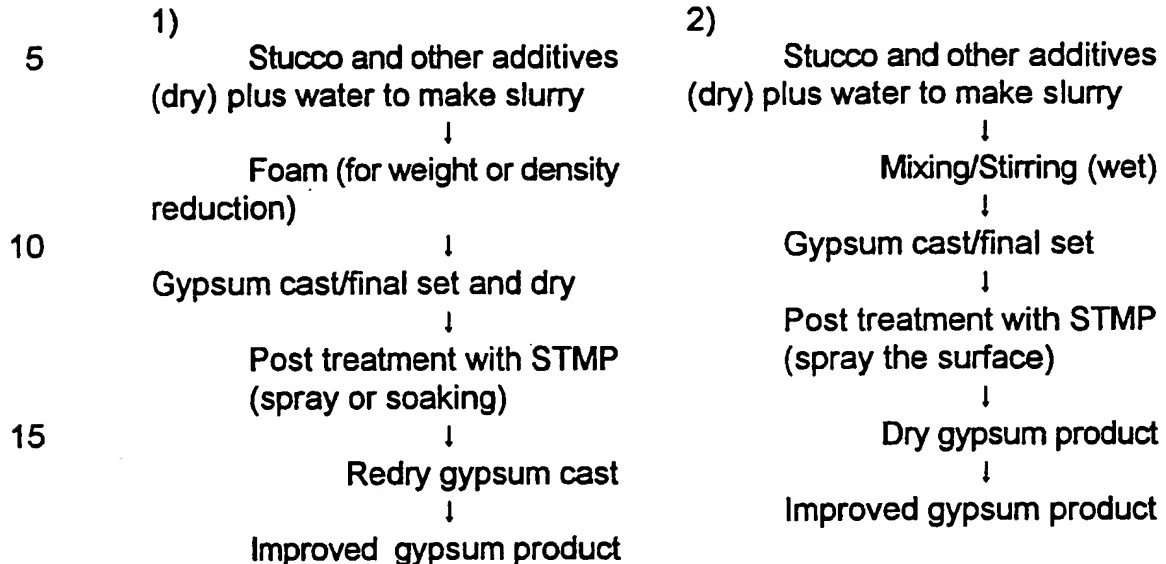 1)
5 Stucco and other additives
(dry) plus water to make slurry
↓
Foam (for weight or density
reduction)
10 ↓
Gypsum cast/final set and dry
↓
Post treatment with STMP
(spray or soaking)
15 ↓
Redry gypsum cast
↓
Improved gypsum product
2)
Stucco and other additives
(dry) plus water to make slurry
↓
Mixing/Stirring (wet)
↓
Gypsum cast/final set
↓
Post treatment with STMP
(spray the surface)
↓
Dry gypsum product
↓
Improved gypsum product